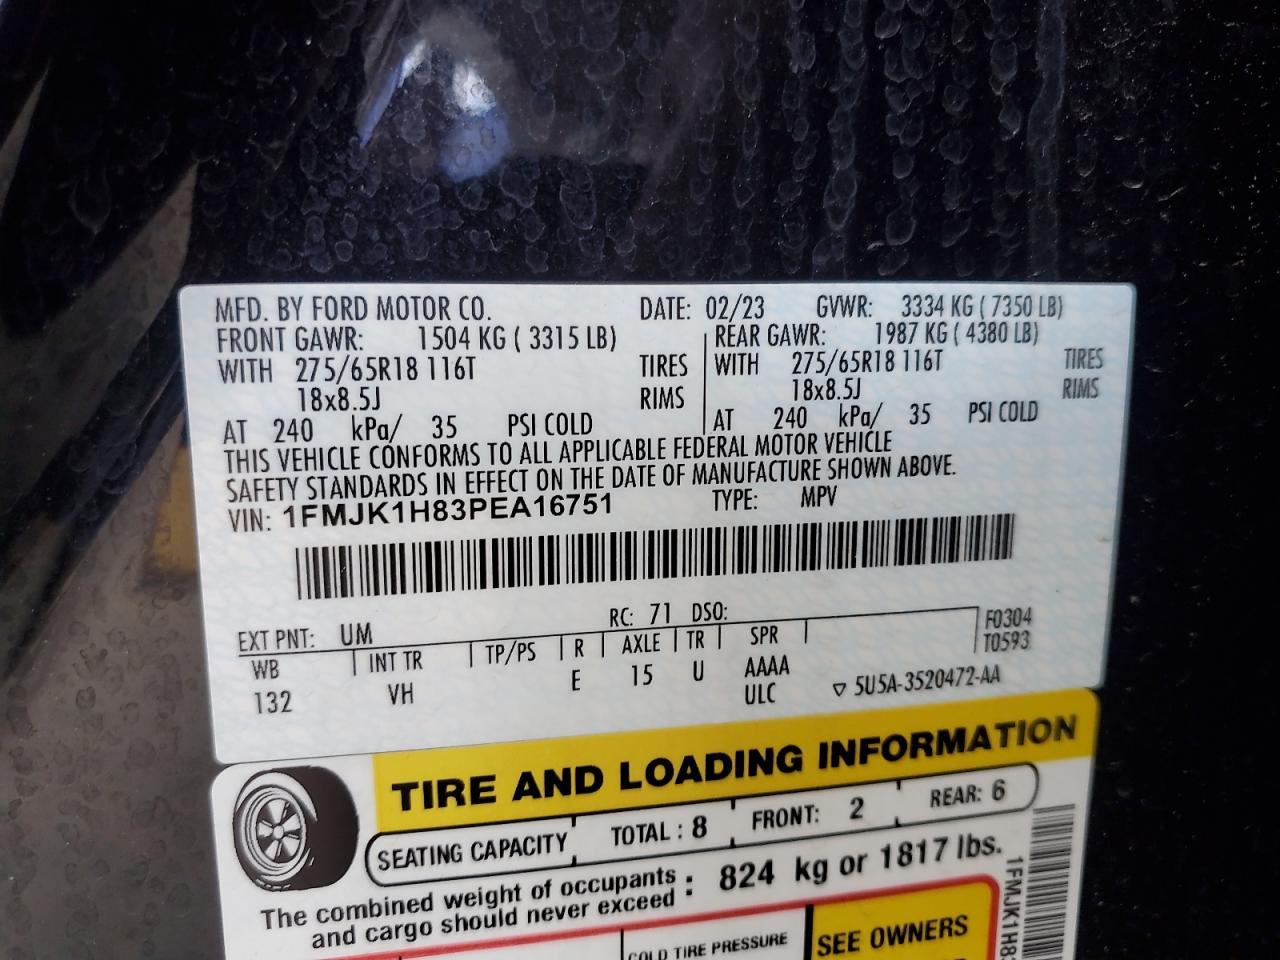 MFD. BY FORD MOTOR CO. DATE: 02/23 GVWR: 3334 KG ( 7350 LB)
FRONT GAWR: 1504 KG ( 3315 LB) REAR GAWR: 1987 KG ( 4380 LB)
WITH 275/65R18 116T TIRES WITH 275/65R18 116T TIRES
18x8.5J RIMS 18x8.5J RIMS
AT 240 kPa/ 35 PSI COLD AT 240 kPa/ 35 PSI COLD
THIS VEHICLE CONFORMS TO ALL APPLICABLE FEDERAL MOTOR VEHICLE
SAFETY STANDARDS IN EFFECT ON THE DATE OF MANUFACTURE SHOWN ABOVE.
VIN: 1FMJK1H83PEA16751 TYPE: MPV
EXT PNT: UM RC: 71 DSO: F0304
WB INT TR TP/PS R AXLE TR SPR T0593
132 VH E 15 U AAAA
ULC ▽ 5U5A-3520472-AA
TIRE AND LOADING INFORMATION
SEATING CAPACITY TOTAL : 8 FRONT: 2 REAR: 6
The combined weight of occupants : 824 kg or 1817 lbs.
and cargo should never exceed
COLD TIRE PRESSURE SEE OWNERS
1FMJK1H8